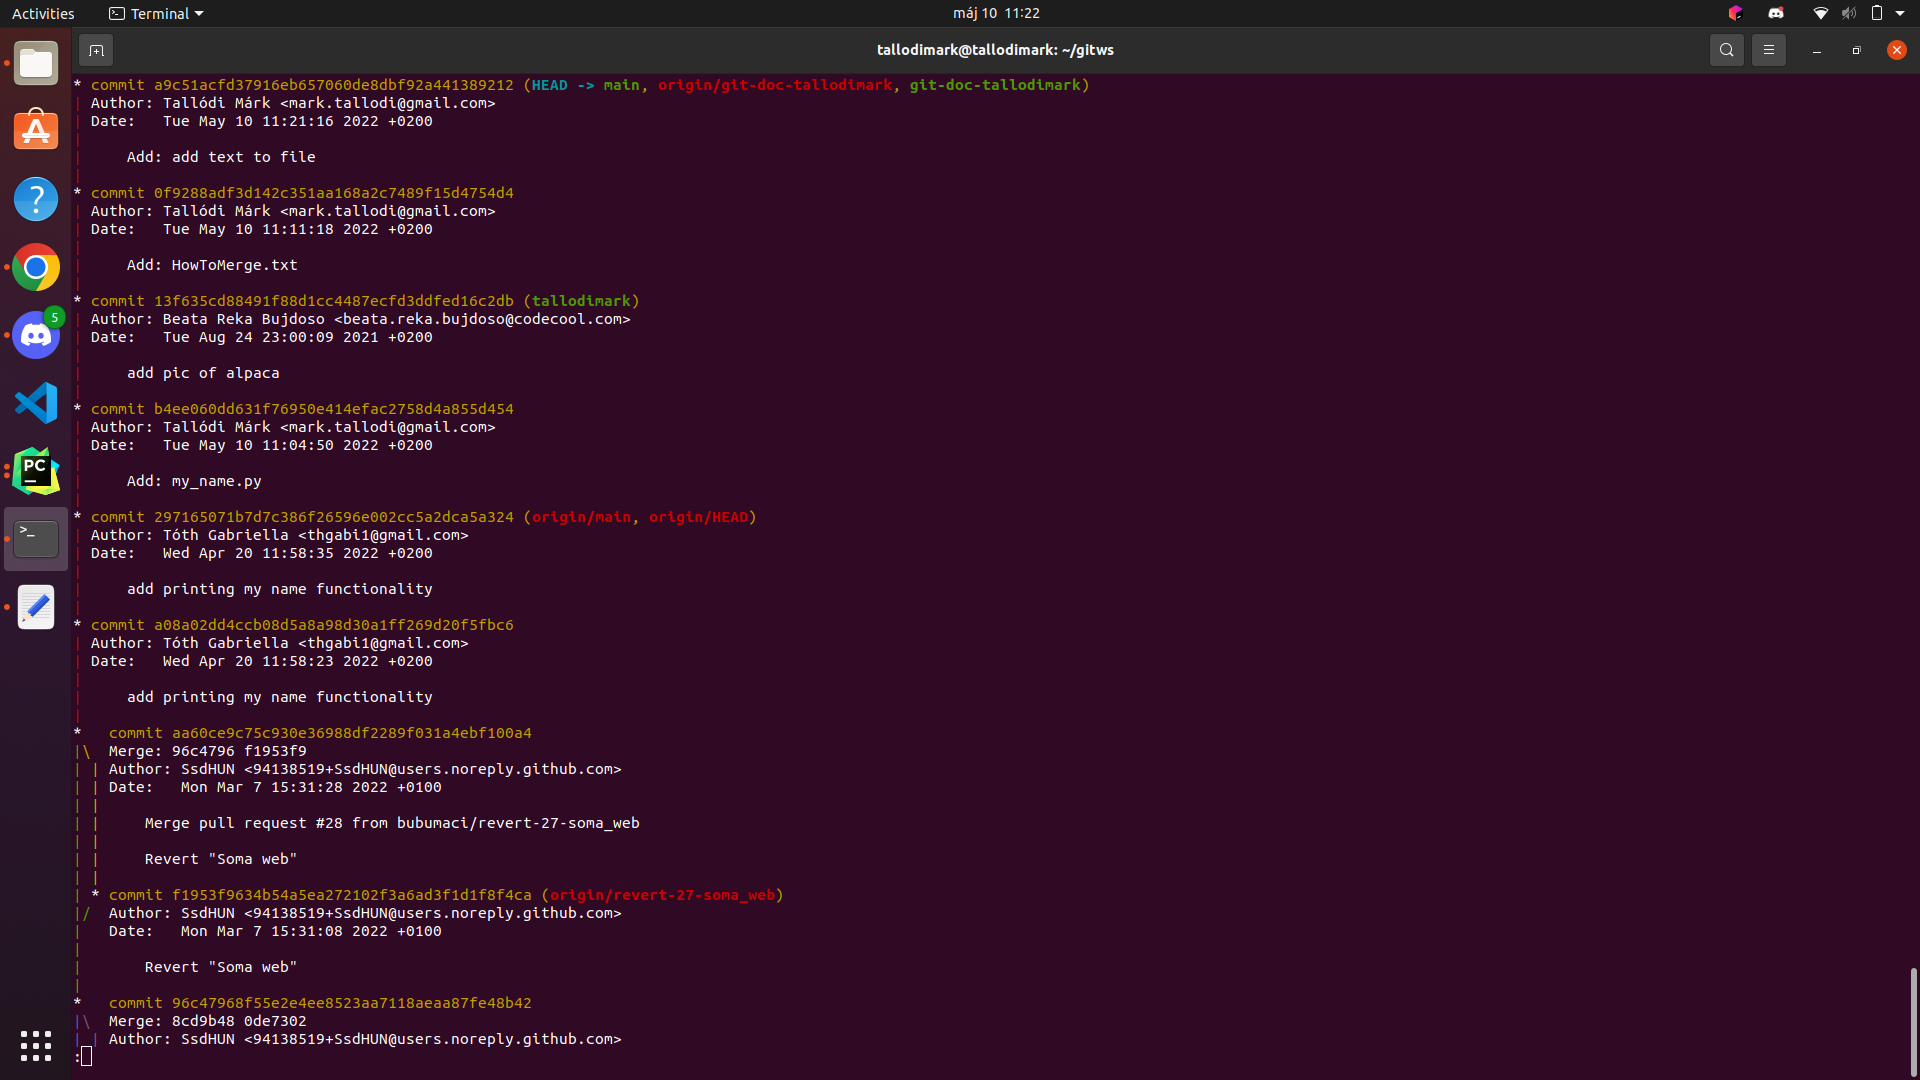 Activities
Terminal
máj 10 11:22
tallodimark@tallodimark: ~/gitws
* commit a9c51acfd37916eb657060de8dbf92a441389212 (HEAD -> main, origin/git-doc-tallodimark, git-doc-tallodimark)
| Author: Tallódi Márk <mark.tallodi@gmail.com>
| Date:   Tue May 10 11:21:16 2022 +0200
|
|     Add: add text to file
|
* commit 0f9288adf3d142c351aa168a2c7489f15d4754d4
| Author: Tallódi Márk <mark.tallodi@gmail.com>
| Date:   Tue May 10 11:11:18 2022 +0200
|
|     Add: HowToMerge.txt
|
* commit 13f635cd88491f88d1cc4487ecfd3ddfed16c2db (tallodimark)
| Author: Beata Reka Bujdoso <beata.reka.bujdoso@codecool.com>
| Date:   Tue Aug 24 23:00:09 2021 +0200
|
|     add pic of alpaca
|
* commit b4ee060dd631f76950e414efac2758d4a855d454
| Author: Tallódi Márk <mark.tallodi@gmail.com>
| Date:   Tue May 10 11:04:50 2022 +0200
|
|     Add: my_name.py
|
* commit 297165071b7d7c386f26596e002cc5a2dca5a324 (origin/main, origin/HEAD)
| Author: Tóth Gabriella <thgabi1@gmail.com>
| Date:   Wed Apr 20 11:58:35 2022 +0200
|
|     add printing my name functionality
|
* commit a08a02dd4ccb08d5a8a98d30a1ff269d20f5fbc6
| Author: Tóth Gabriella <thgabi1@gmail.com>
| Date:   Wed Apr 20 11:58:23 2022 +0200
|
|     add printing my name functionality
|
*   commit aa60ce9c75c930e36988df2289f031a4ebf100a4
|\  Merge: 96c4796 f1953f9
| | Author: SsdHUN <94138519+SsdHUN@users.noreply.github.com>
| | Date:   Mon Mar 7 15:31:28 2022 +0100
| |
| |     Merge pull request #28 from bubumaci/revert-27-soma_web
| |
| |     Revert "Soma web"
| |
| * commit f1953f9634b54a5ea272102f3a6ad3f1d1f8f4ca (origin/revert-27-soma_web)
|/  Author: SsdHUN <94138519+SsdHUN@users.noreply.github.com>
|   Date:   Mon Mar 7 15:31:08 2022 +0100
|
|       Revert "Soma web"
|
*   commit 96c47968f55e2e4ee8523aa7118aeaa87fe48b42
|\  Merge: 8cd9b48 0de7302
| | Author: SsdHUN <94138519+SsdHUN@users.noreply.github.com>
:
5
PC
>_